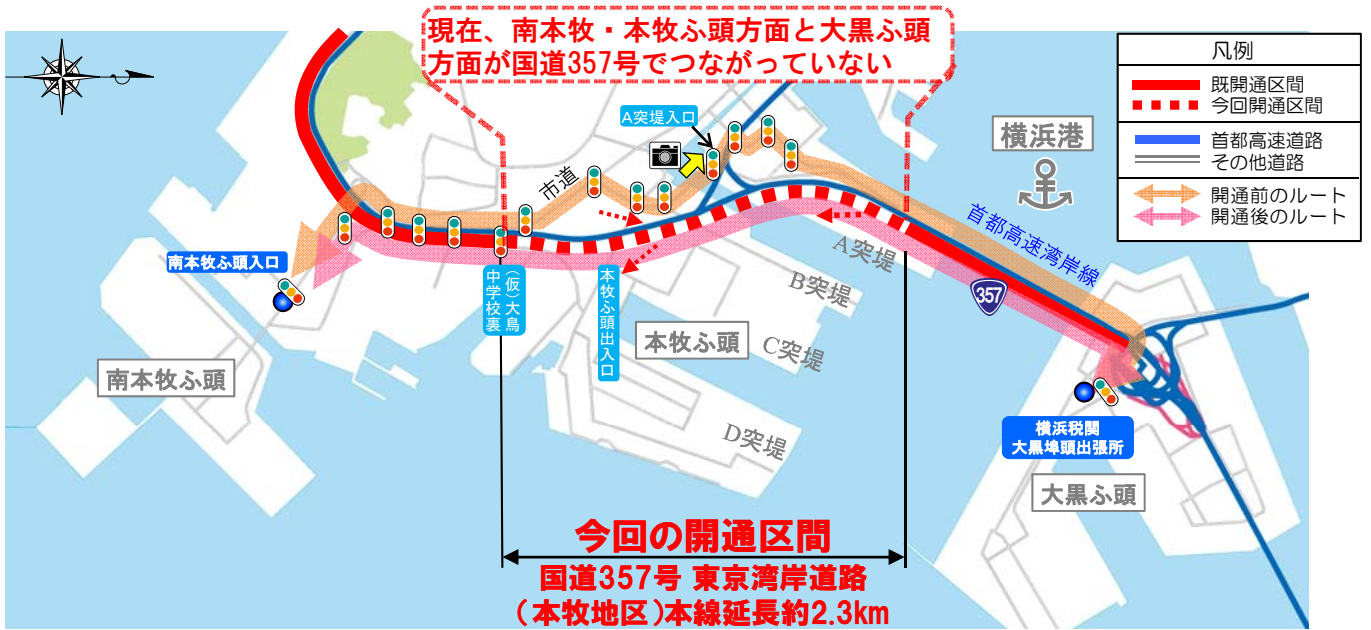 現在、南本牧・本牧ふ頭方面と大黒ふ頭
方面が国道357号でつながっていない
凡例
既開通区間
今回開通区間
首都高速道路
その他道路
開通前のルート
開通後のルート
A突堤入口
横浜港
市道
首都高速湾岸線
南本牧ふ頭入口
(仮)大鳥
中学校裏
本牧ふ頭出入口
A突堤
B突堤
C突堤
D突堤
357
本牧ふ頭
南本牧ふ頭
横浜税関
大黒埠頭出張所
大黒ふ頭
今回の開通区間
国道357号 東京湾岸道路
(本牧地区)本線延長約2.3km